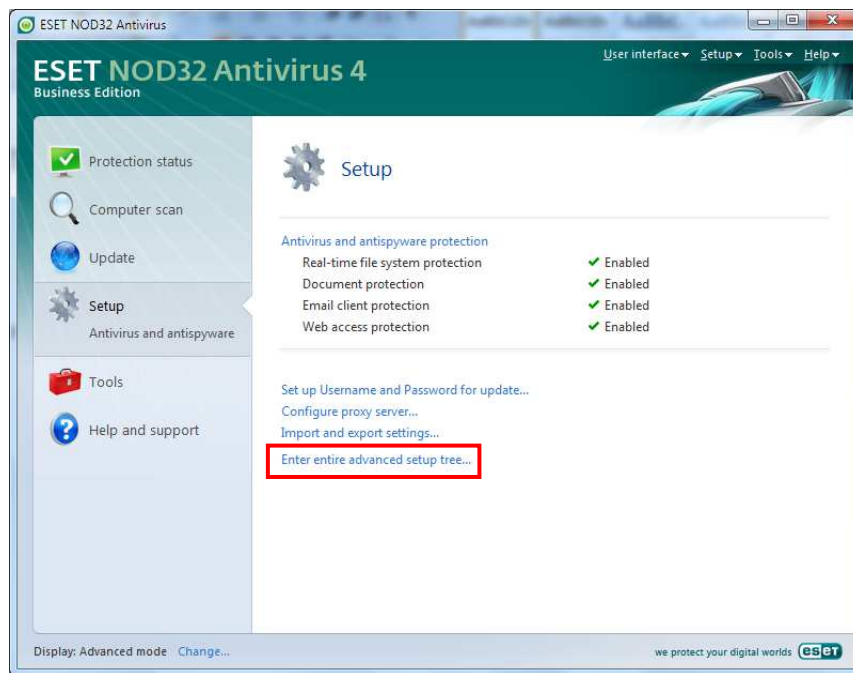 ESET NOD32 Antivirus
User interface Setup Tools Help
ESET NOD32 Antivirus 4
Business Edition
Protection status
Computer scan
Update
Setup
Antivirus and antispyware
Tools
Help and support
Setup
Antivirus and antispyware protection
Real-time file system protection Enabled
Document protection Enabled
Email client protection Enabled
Web access protection Enabled
Set up Username and Password for update...
Configure proxy server...
Import and export settings...
Enter entire advanced setup tree...
Display: Advanced mode Change...
we protect your digital worlds eset